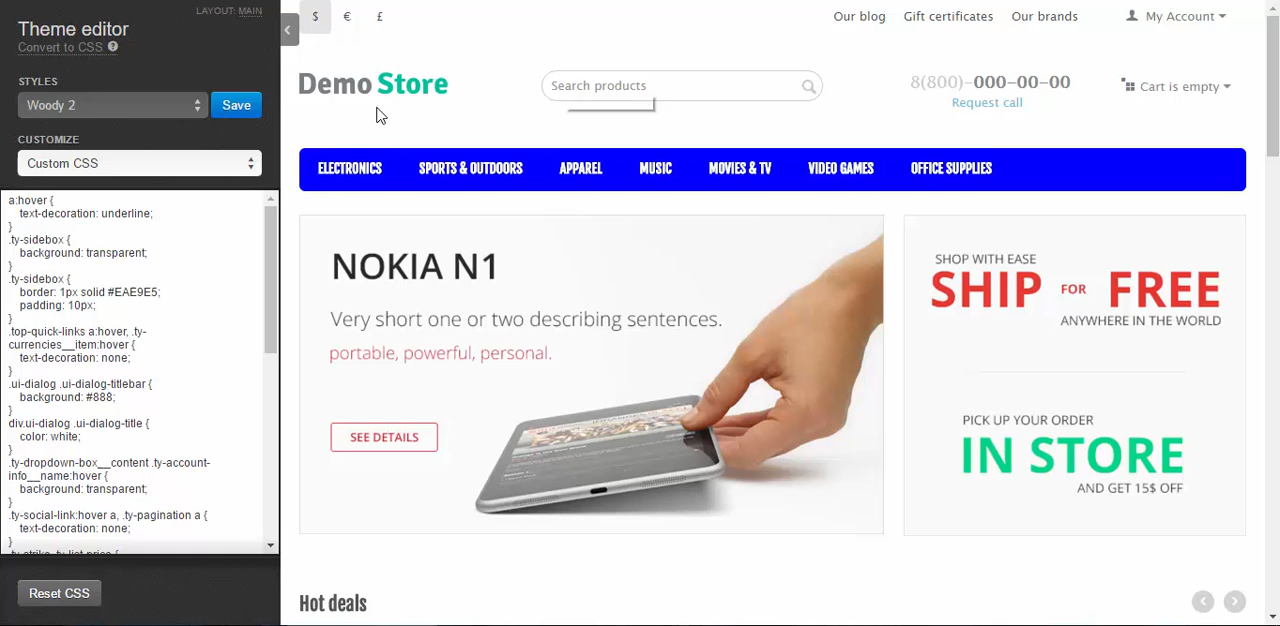 LAYOUT: MAIN
Theme editor
Convert to CSS ?
STYLES
Woody 2
Save
CUSTOMIZE
Custom CSS
a:hover {
text-decoration: underline;
}
.ty-sidebox {
background: transparent;
}
.ty-sidebox {
border: 1px solid #EAE9E5;
padding: 10px;
}
.top-quick-links a:hover, .ty-
currencies__item:hover {
text-decoration: none;
}
.ui-dialog .ui-dialog-titlebar {
background: #888;
}
div.ui-dialog .ui-dialog-title {
color: white;
}
.ty-dropdown-box__content .ty-account-
info__name:hover {
background: transparent;
}
.ty-social-link:hover a, .ty-pagination a {
text-decoration: none;
}
.ty-strike, .ty-list-price {
Reset CSS
$ € £
Our blog Gift certificates Our brands My Account
Demo Store
Search products
8(800)-000-00-00
Request call
Cart is empty
ELECTRONICS SPORTS & OUTDOORS APPAREL MUSIC MOVIES & TV VIDEO GAMES OFFICE SUPPLIES
NOKIA N1
Very short one or two describing sentences.
portable, powerful, personal.
SEE DETAILS
SHOP WITH EASE
SHIP FOR FREE
ANYWHERE IN THE WORLD
PICK UP YOUR ORDER
IN STORE
AND GET 15$ OFF
Hot deals